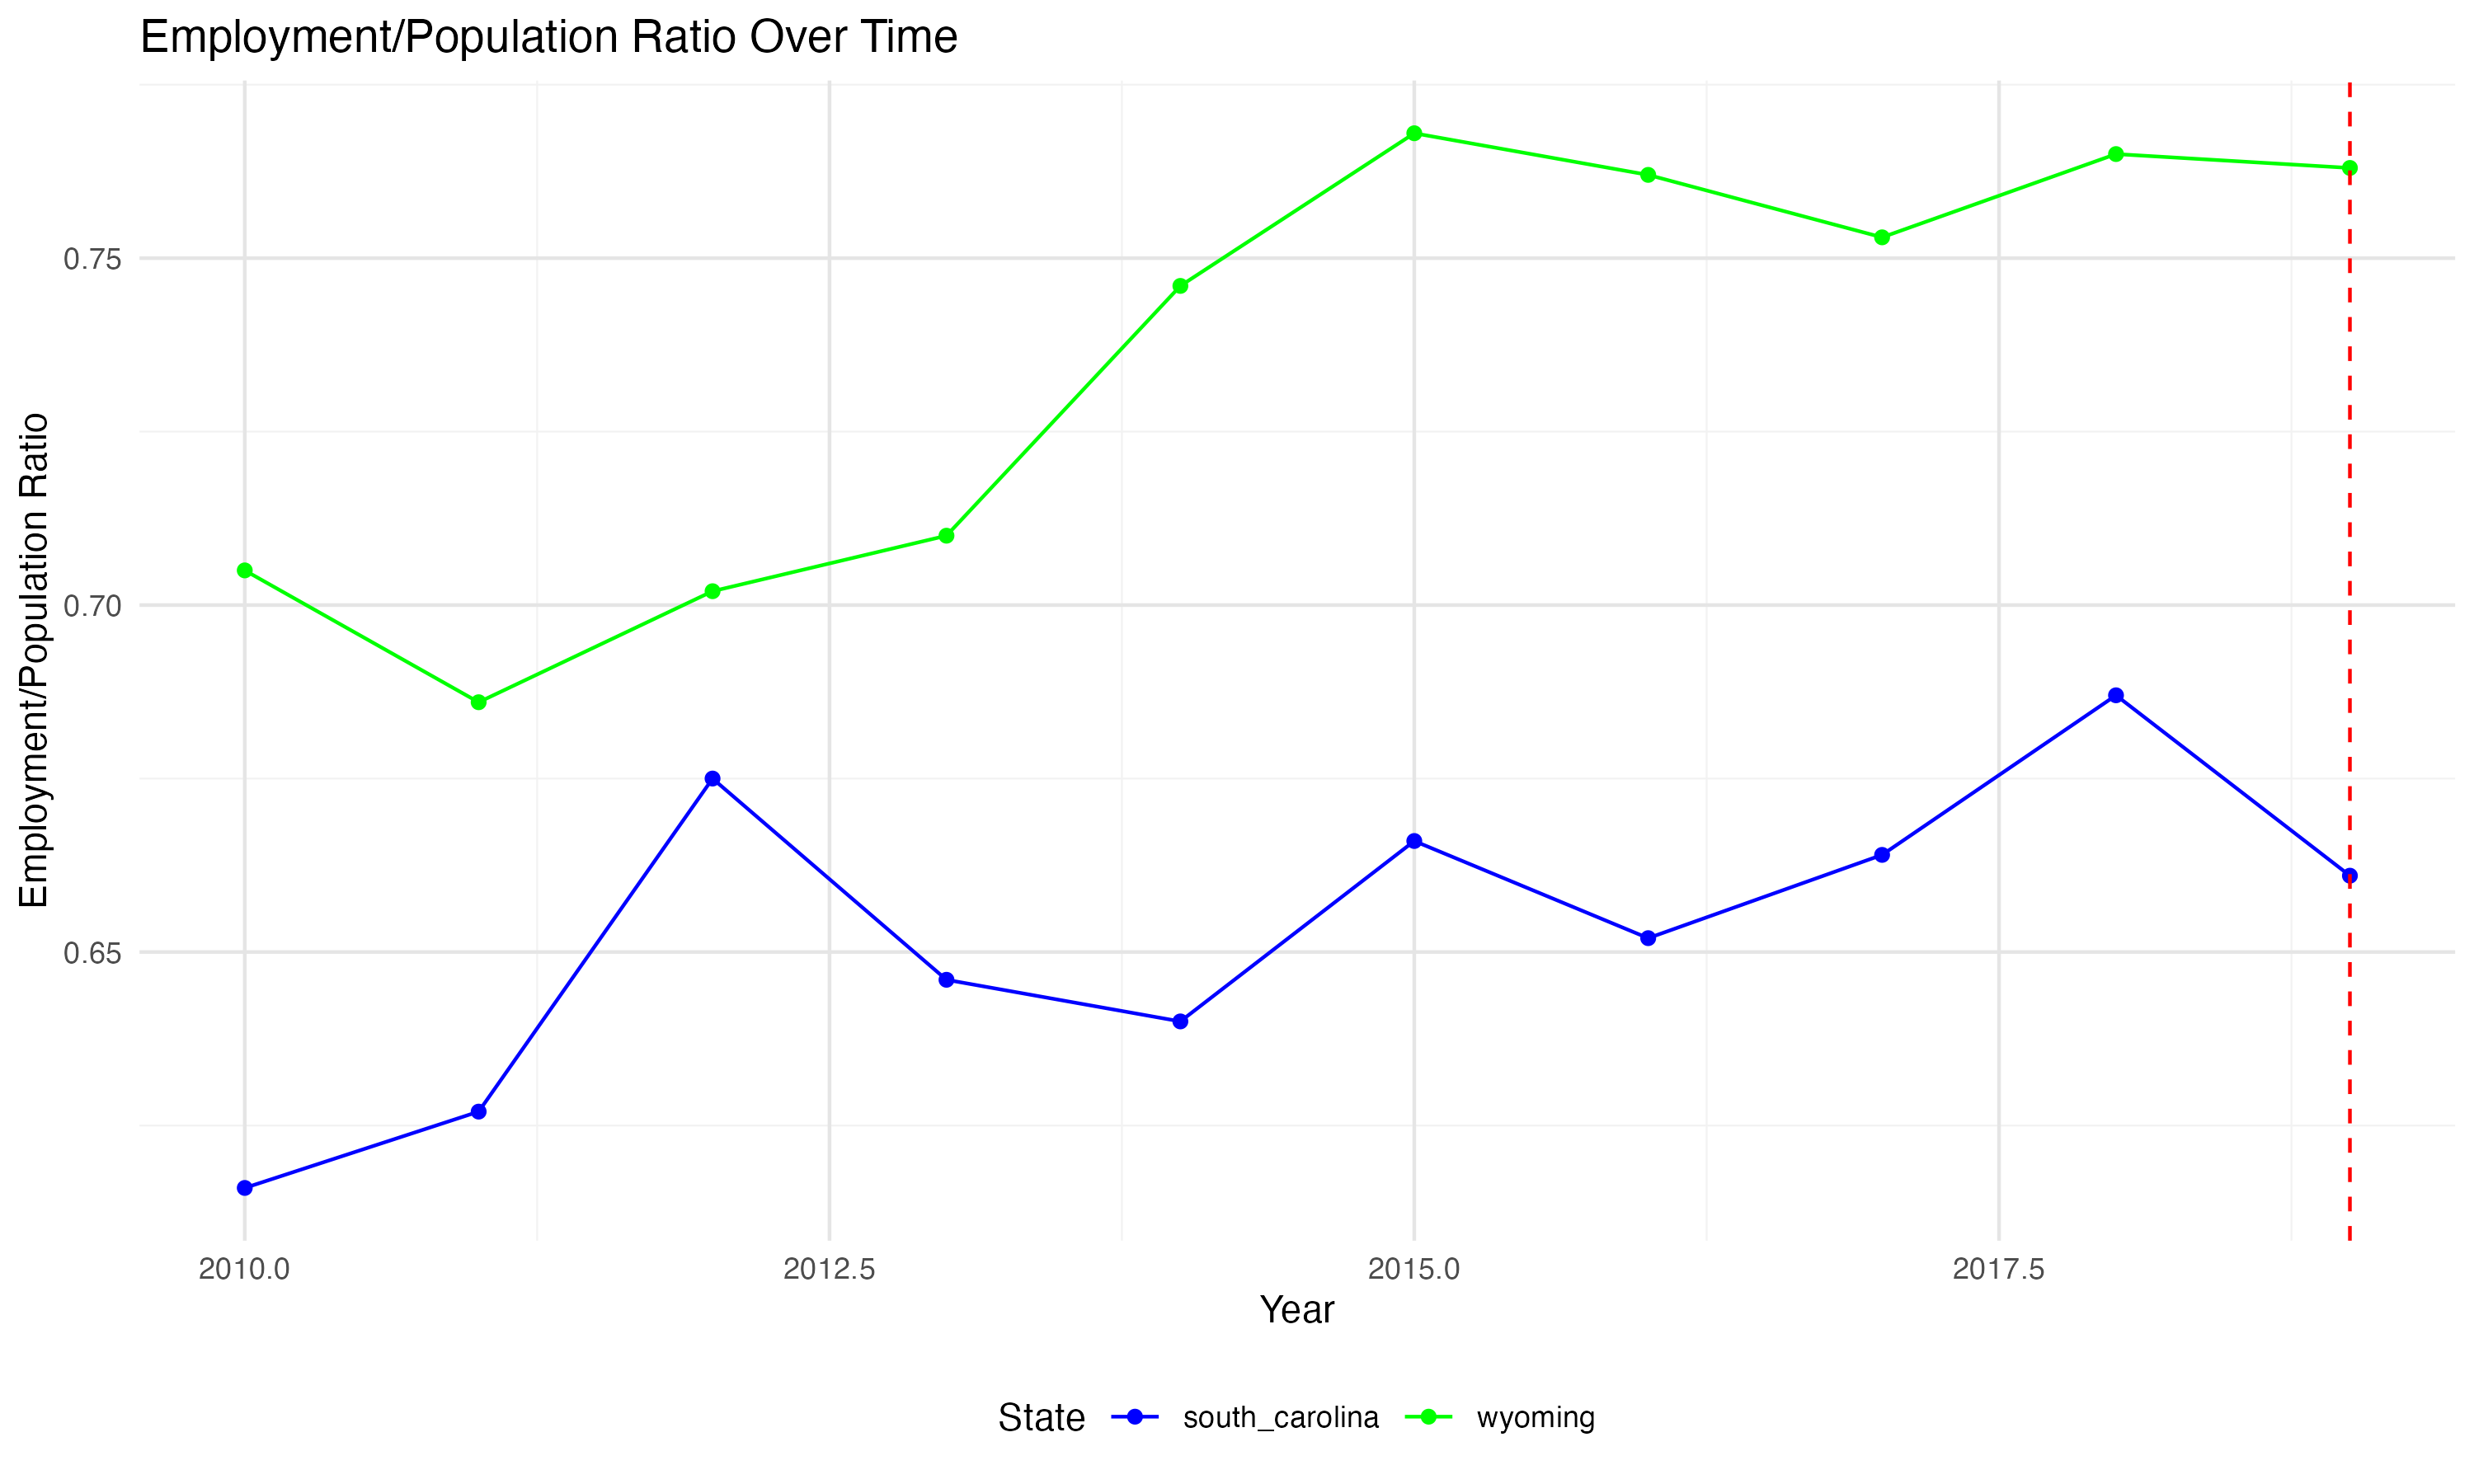 Employment/Population Ratio Over Time
Employment/Population Ratio
0.75
0.70
0.65
2010.0 2012.5 2015.0 2017.5
Year
State south_carolina wyoming